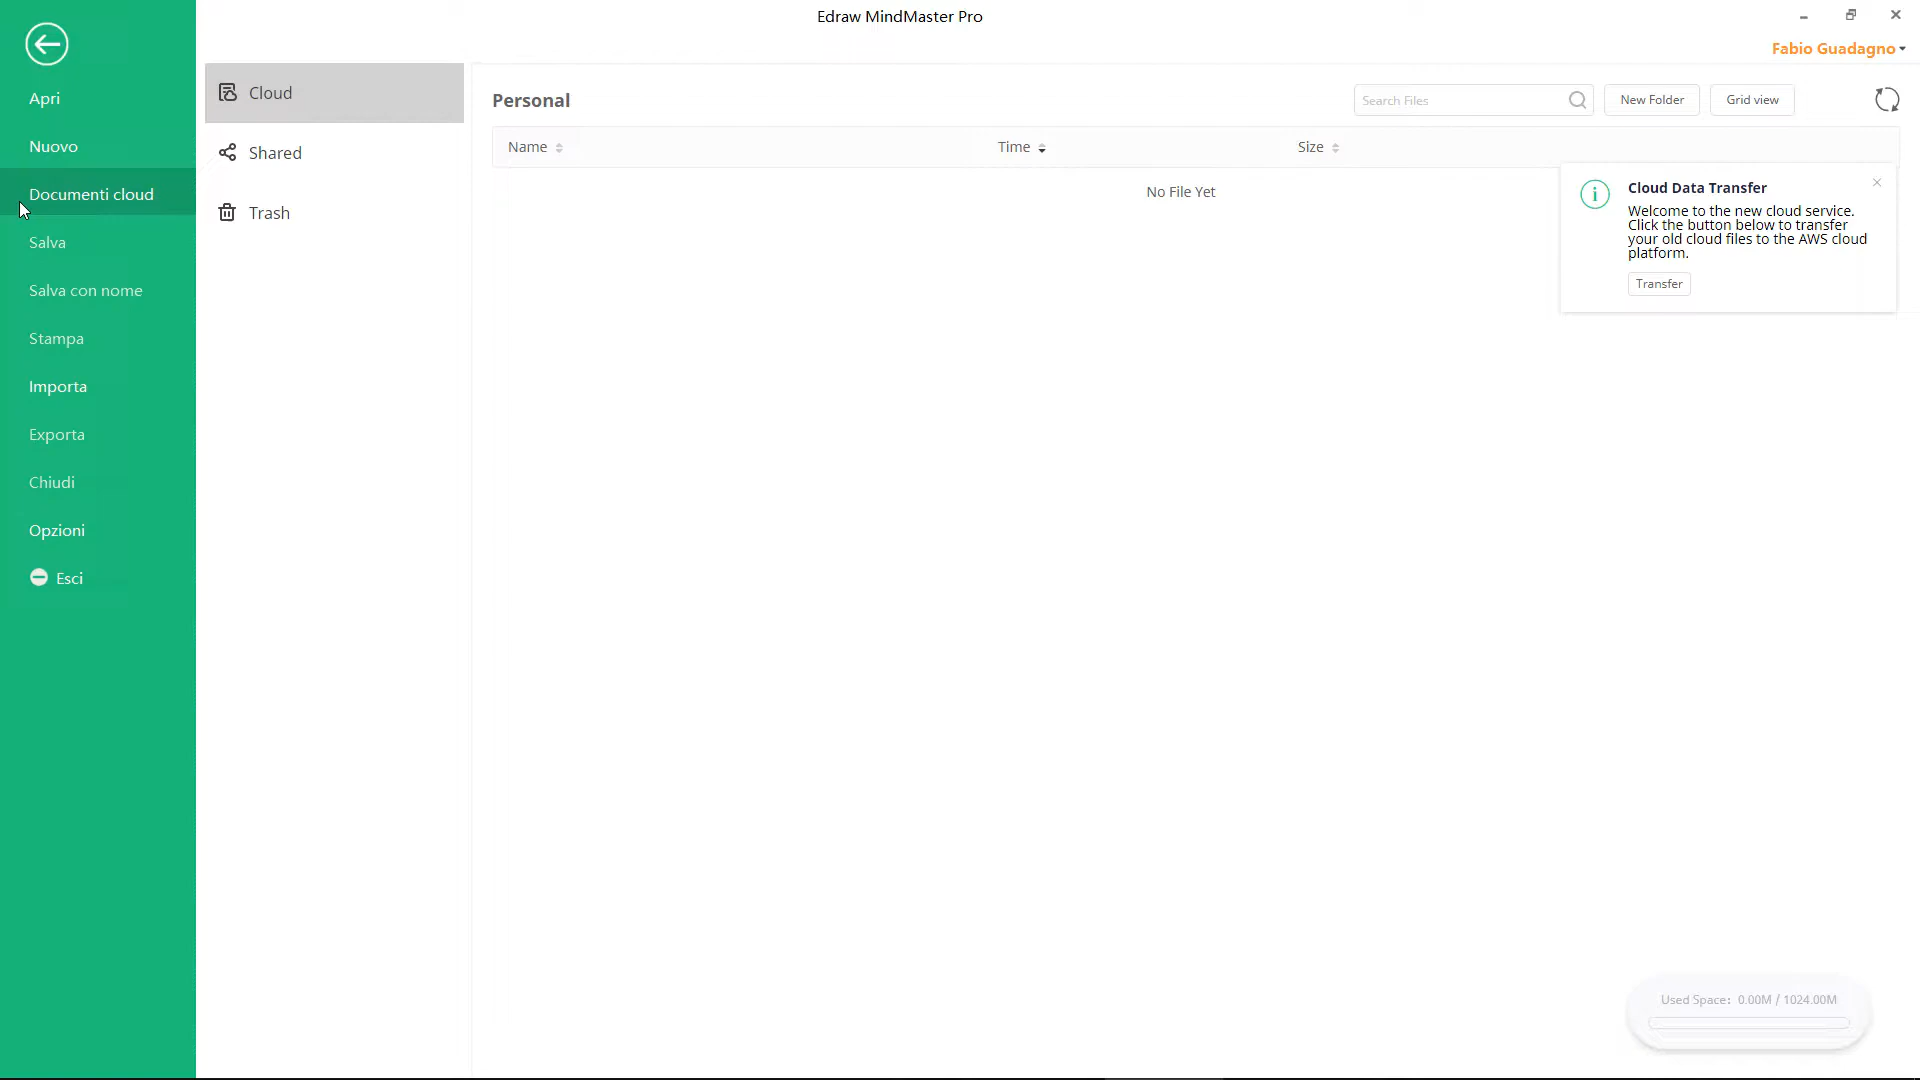 Edraw MindMaster Pro
Fabio Guadagno
Apri
Nuovo
Documenti cloud
Salva
Salva con nome
Stampa
Importa
Exporta
Chiudi
Opzioni
Esci
Cloud
Shared
Trash
Personal
Search Files
New Folder
Grid view
Name
Time
Size
No File Yet
Cloud Data Transfer
Welcome to the new cloud service.
Click the button below to transfer
your old cloud files to the AWS cloud
platform.
Transfer
Used Space: 0.00M / 1024.00M